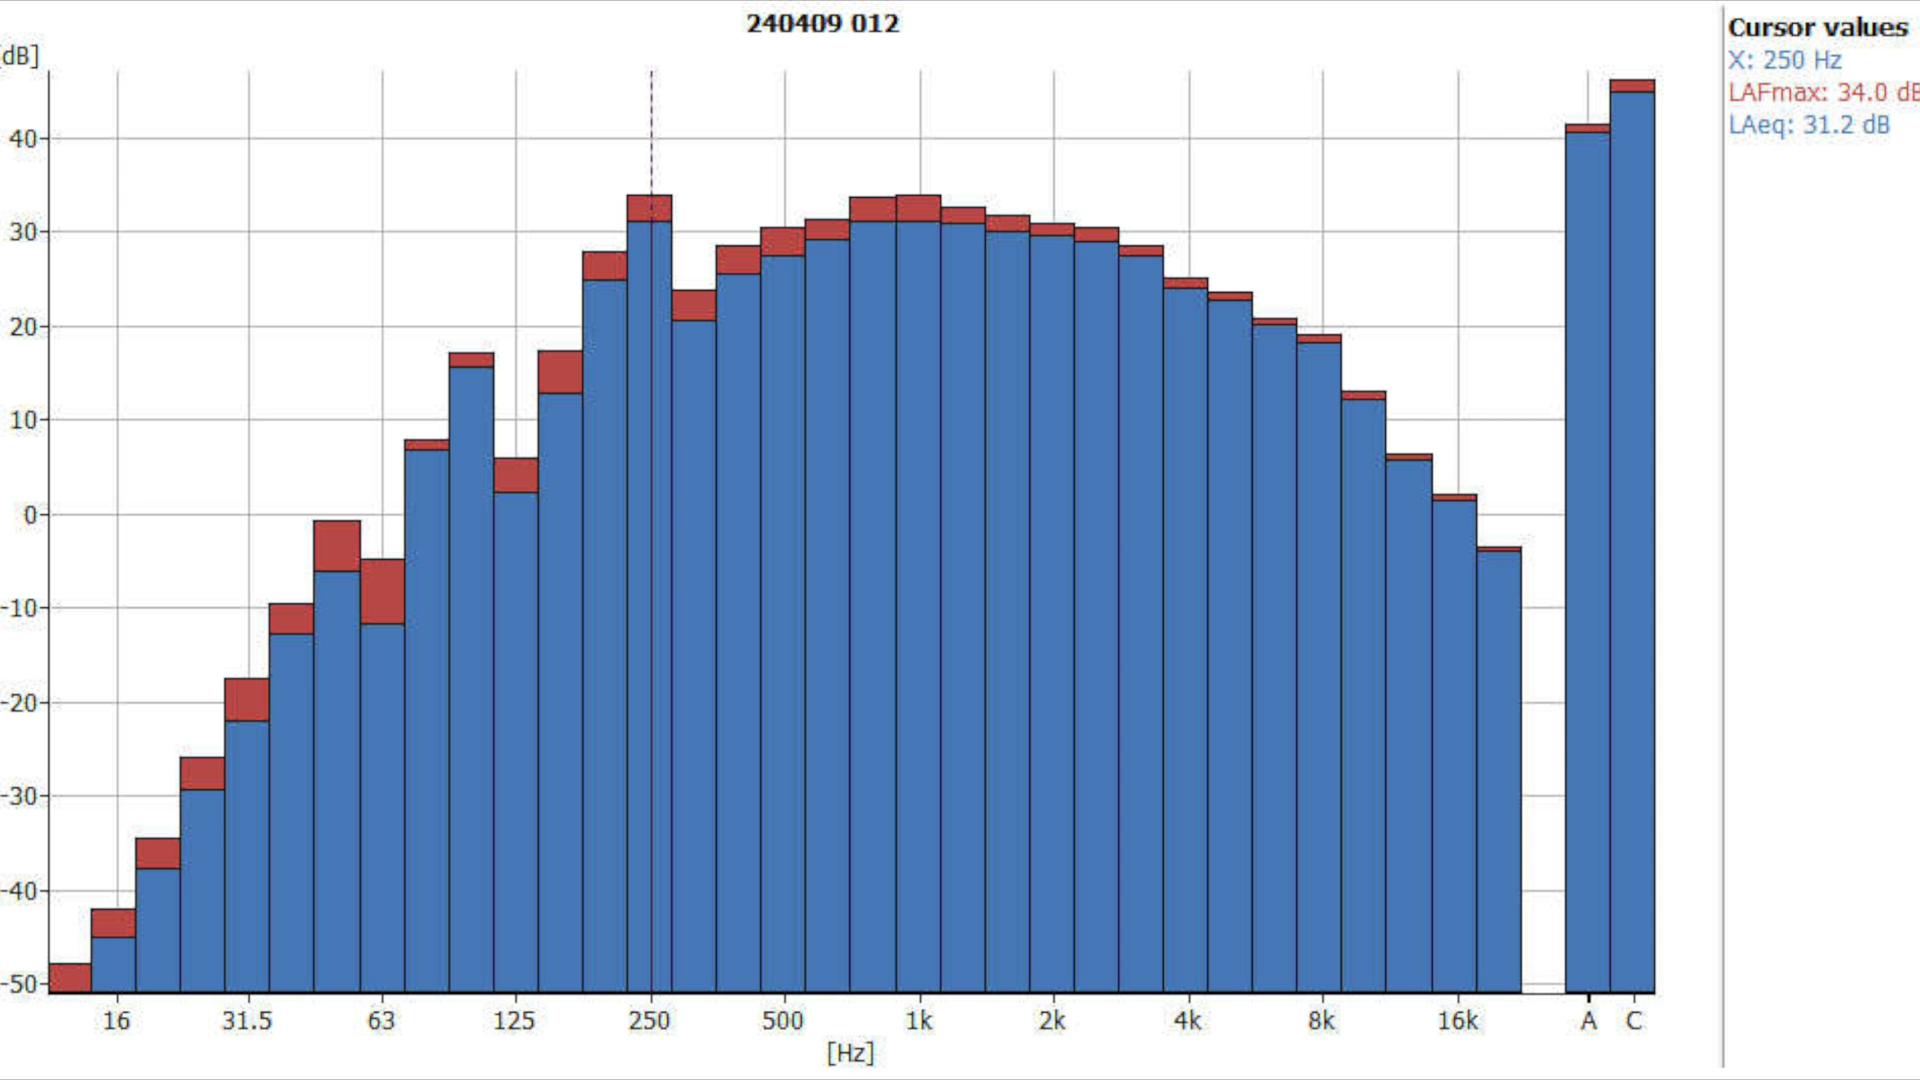 240409 012
[dB]
40
30
20
10
0
-10
-20
-30
-40
-50
16 31.5 63 125 250 500 1k 2k 4k 8k 16k A C
[Hz]
Cursor values
X: 250 Hz
LAFmax: 34.0 dB
LAeq: 31.2 dB